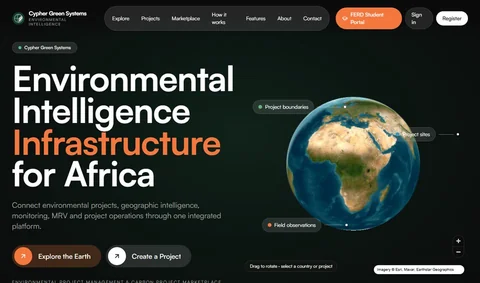 Cypher Green Systems
ENVIRONMENTAL
INTELLIGENCE
Explore
Projects
Marketplace
How it
works
Features
About
Contact
FERD Student
Portal
Sign
in
Register
Cypher Green Systems
Environmental
Intelligence
Infrastructure
for Africa
Project boundaries
Project sites
Field observations
Connect environmental projects, geographic intelligence,
monitoring, MRV and project operations through one integrated
platform.
Explore the Earth
Create a Project
Drag to rotate · select a country or project
+
−
Imagery © Esri, Maxar, Earthstar Geographics
ENVIRONMENTAL PROJECT MANAGEMENT & CARBON PROJECT MARKETPLACE